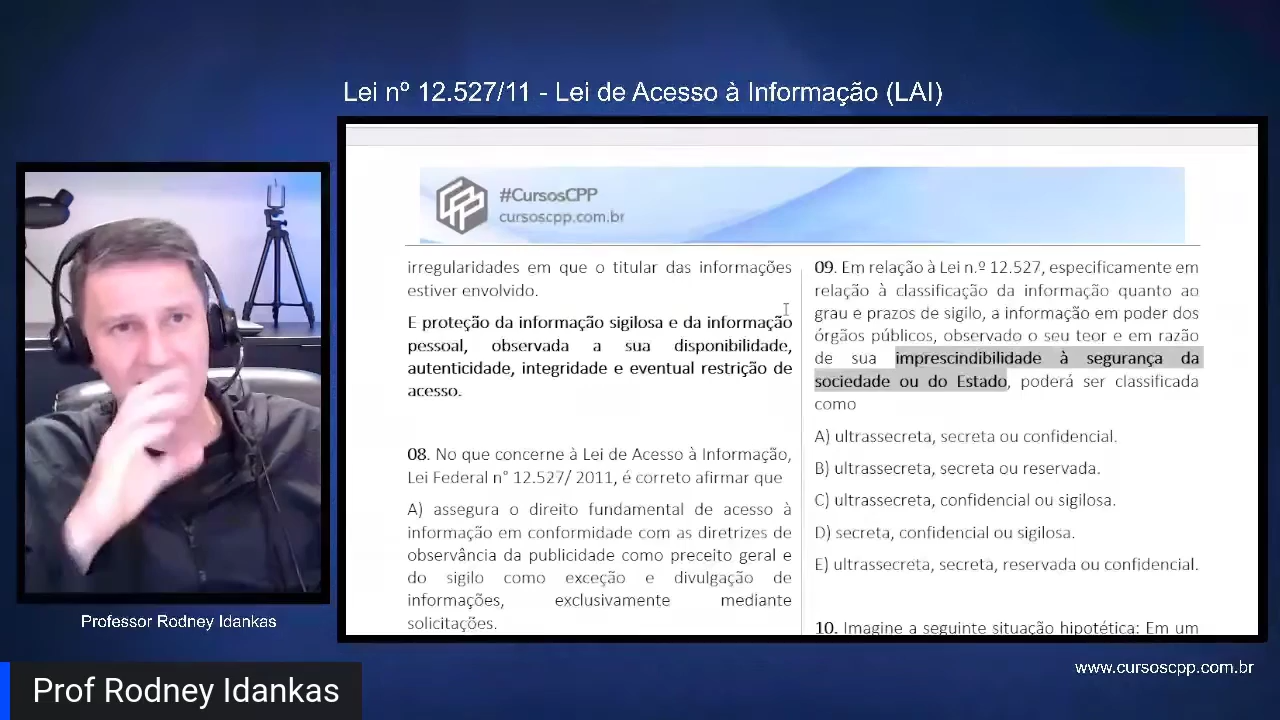 Lei nº 12.527/11 - Lei de Acesso à Informação (LAI)
#CursosCPP
cursoscpp.com.br
irregularidades em que o titular das informações
estiver envolvido.
E proteção da informação sigilosa e da informação
pessoal, observada a sua disponibilidade,
autenticidade, integridade e eventual restrição de
acesso.
08. No que concerne à Lei de Acesso à Informação,
Lei Federal n° 12.527/ 2011, é correto afirmar que
A) assegura o direito fundamental de acesso à
informação em conformidade com as diretrizes de
observância da publicidade como preceito geral e
do sigilo como exceção e divulgação de
informações, exclusivamente mediante
solicitações.
09. Em relação à Lei n.º 12.527, especificamente em
relação à classificação da informação quanto ao
grau e prazos de sigilo, a informação em poder dos
órgãos públicos, observado o seu teor e em razão
de sua imprescindibilidade à segurança da
sociedade ou do Estado, poderá ser classificada
como
A) ultrassecreta, secreta ou confidencial.
B) ultrassecreta, secreta ou reservada.
C) ultrassecreta, confidencial ou sigilosa.
D) secreta, confidencial ou sigilosa.
E) ultrassecreta, secreta, reservada ou confidencial.
10. Imagine a seguinte situação hipotética: Em um
Professor Rodney Idankas
www.cursoscpp.com.br
Prof Rodney Idankas